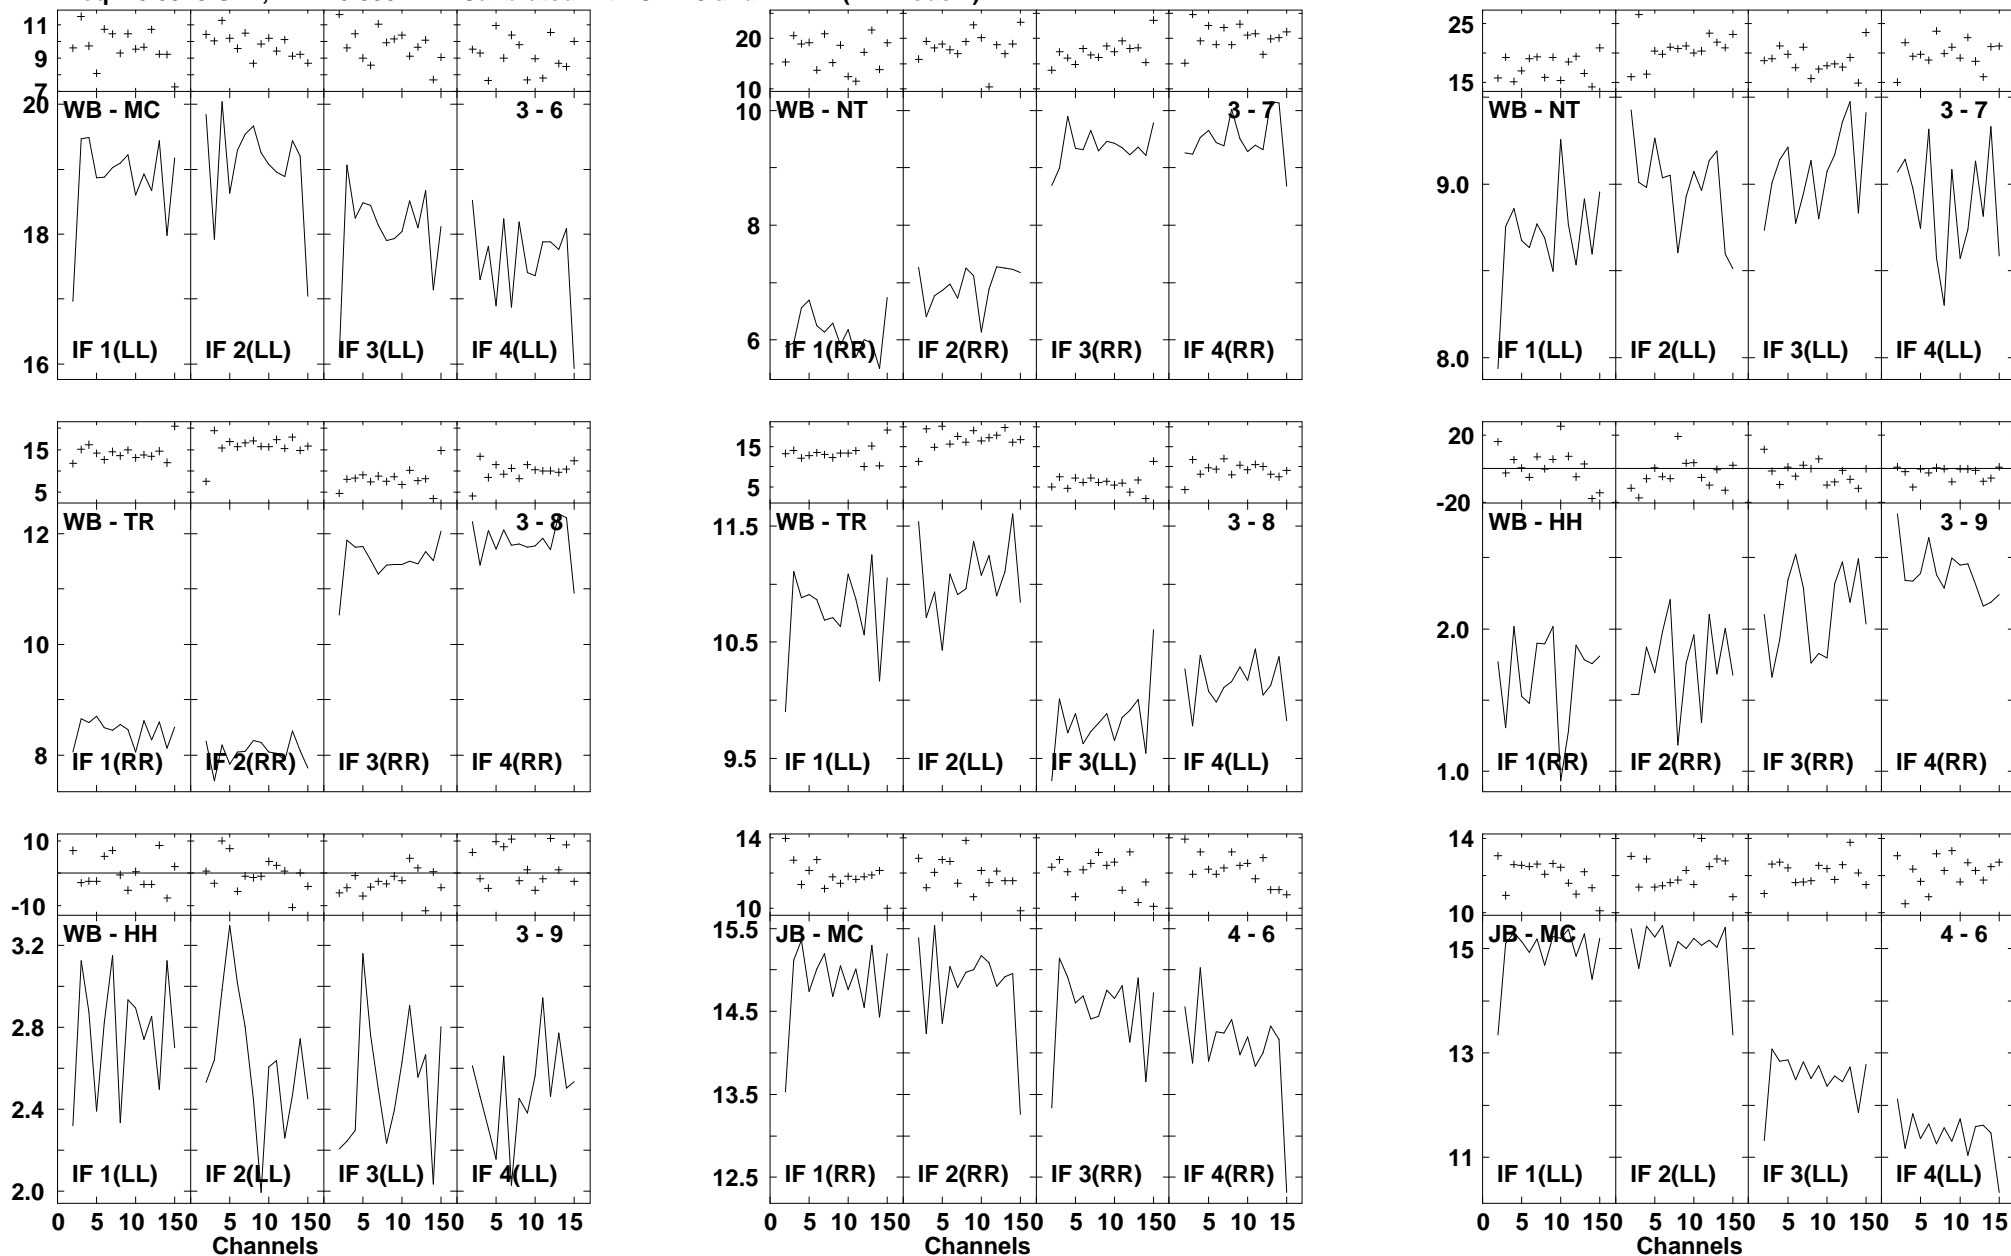 11
9
7
20
18
16
WB - MC
3 - 6
IF 1(LL)
IF 2(LL)
IF 3(LL)
IF 4(LL)
20
10
10
8
6
WB - NT
3 - 7
IF 1(RR)
IF 2(RR)
IF 3(RR)
IF 4(RR)
25
15
9.0
8.0
WB - NT
3 - 7
IF 1(LL)
IF 2(LL)
IF 3(LL)
IF 4(LL)
15
5
12
10
8
WB - TR
3 - 8
IF 1(RR)
IF 2(RR)
IF 3(RR)
IF 4(RR)
15
5
11.5
10.5
9.5
WB - TR
3 - 8
IF 1(LL)
IF 2(LL)
IF 3(LL)
IF 4(LL)
20
-20
2.0
1.0
WB - HH
3 - 9
IF 1(RR)
IF 2(RR)
IF 3(RR)
IF 4(RR)
10
-10
3.2
2.8
2.4
2.0
WB - HH
3 - 9
IF 1(LL)
IF 2(LL)
IF 3(LL)
IF 4(LL)
0 5 10 150 5 10 150 5 10 150 5 10 15
Channels
14
10
15.5
14.5
13.5
12.5
JB - MC
4 - 6
IF 1(RR)
IF 2(RR)
IF 3(RR)
IF 4(RR)
0 5 10 150 5 10 150 5 10 150 5 10 15
Channels
14
10
15
13
11
JB - MC
4 - 6
IF 1(LL)
IF 2(LL)
IF 3(LL)
IF 4(LL)
0 5 10 150 5 10 150 5 10 150 5 10 15
Channels